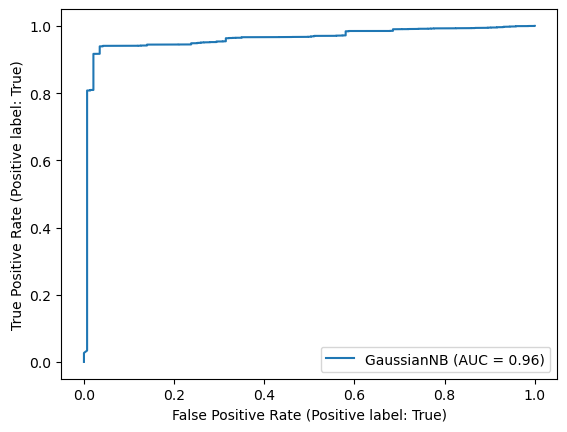 1.0
0.8
0.6
0.4
0.2
0.0
True Positive Rate (Positive label: True)
GaussianNB (AUC = 0.96)
0.0 0.2 0.4 0.6 0.8 1.0
False Positive Rate (Positive label: True)